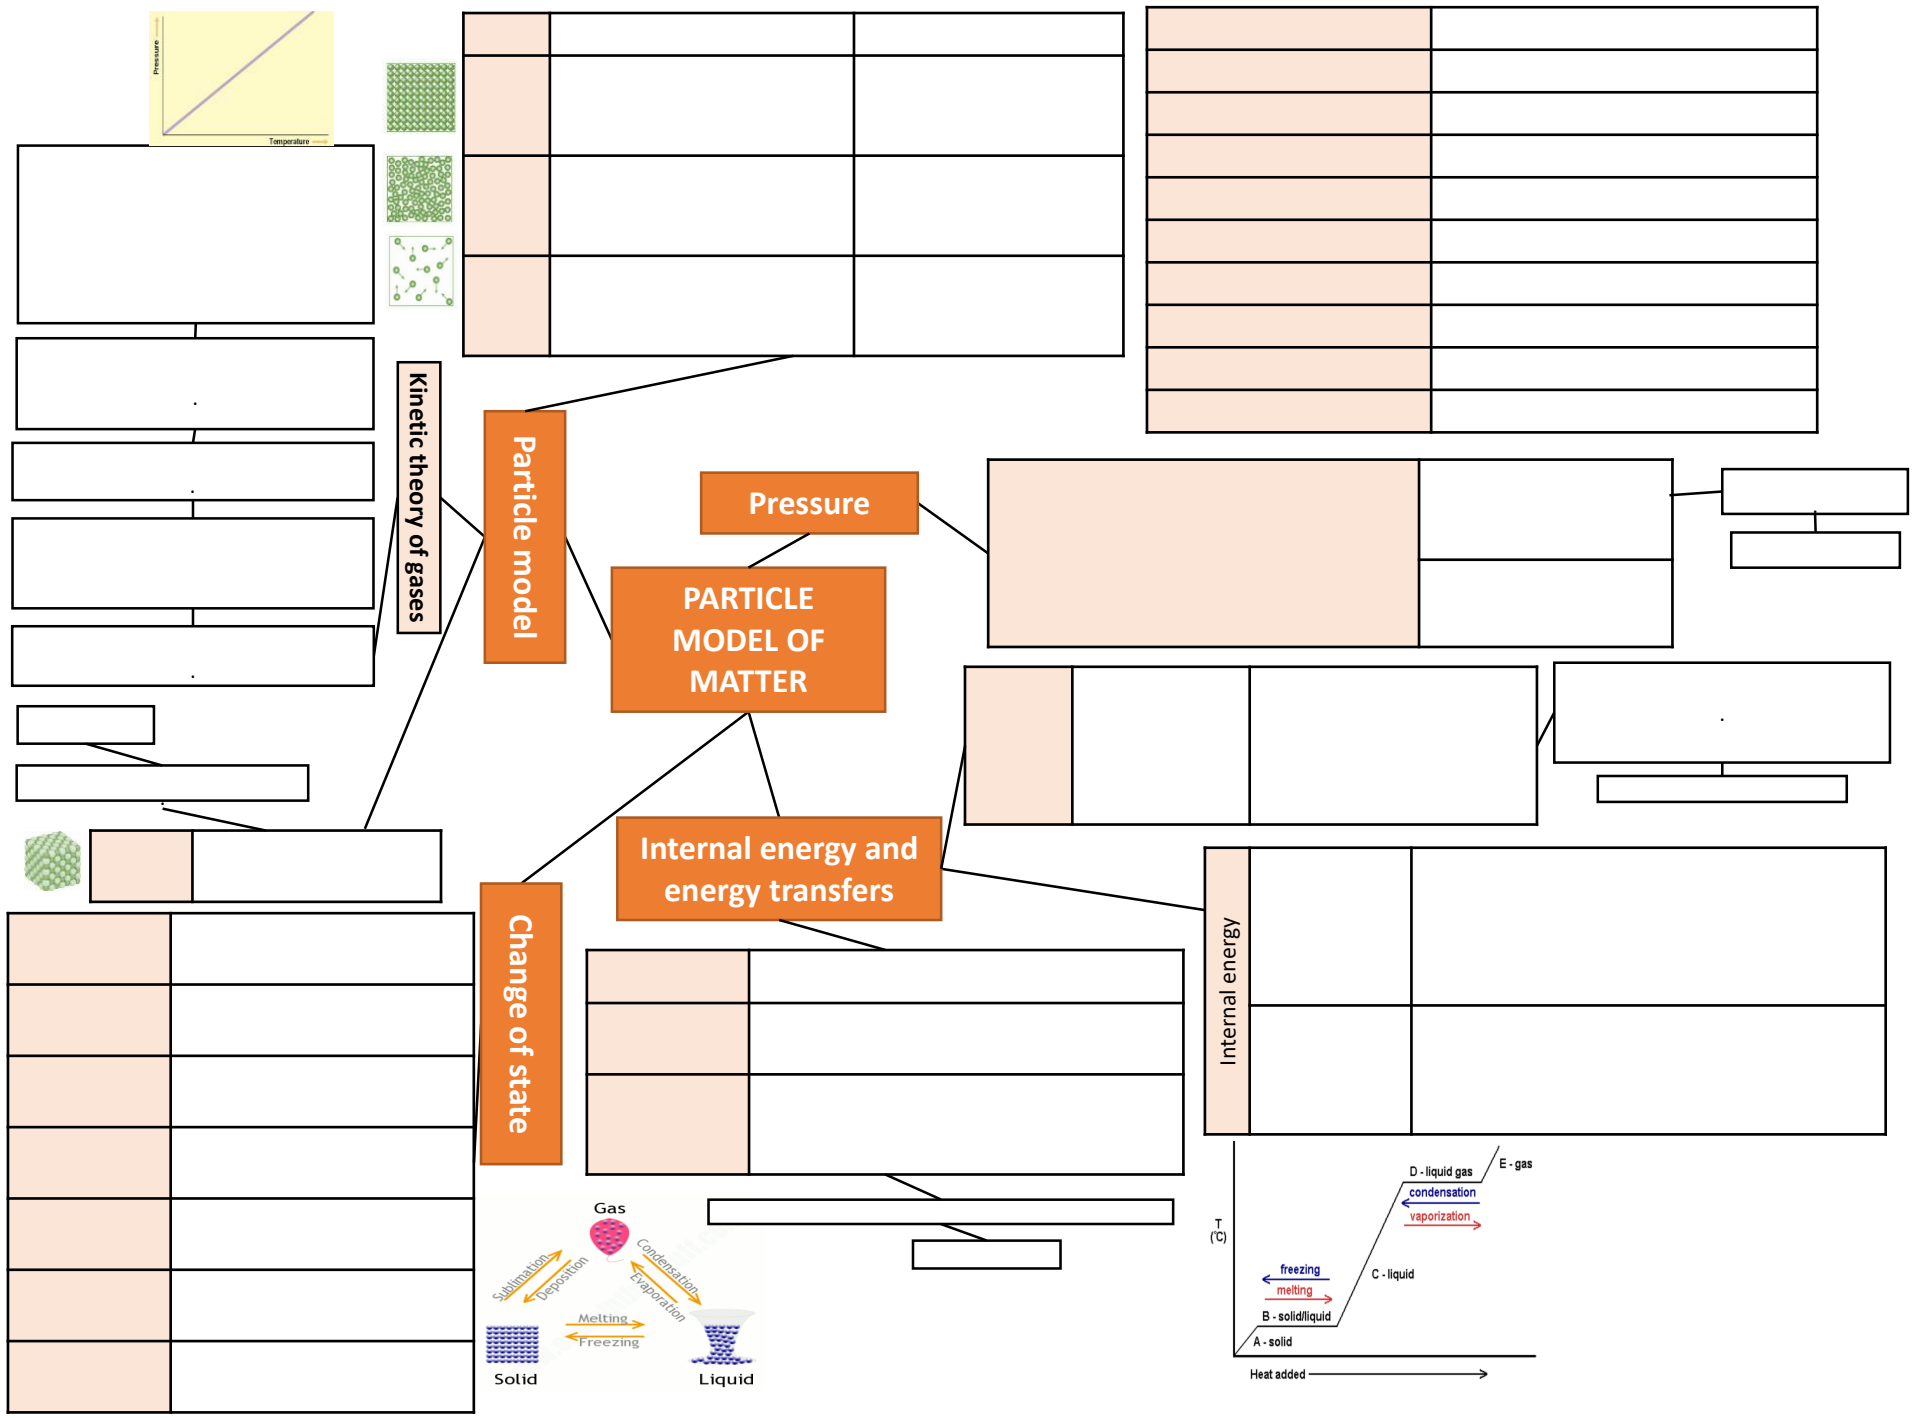 Pressure
Temperature
Kinetic theory of gases
Particle model
Pressure
PARTICLE
MODEL OF
MATTER
Internal energy and
energy transfers
Change of state
Internal energy
Gas
Sublimation
Deposition
Condensation
Evaporation
Melting
Freezing
Solid
Liquid
T
(°C)
E - gas
D - liquid gas
condensation
vaporization
C - liquid
freezing
melting
B - solid/liquid
A - solid
Heat added